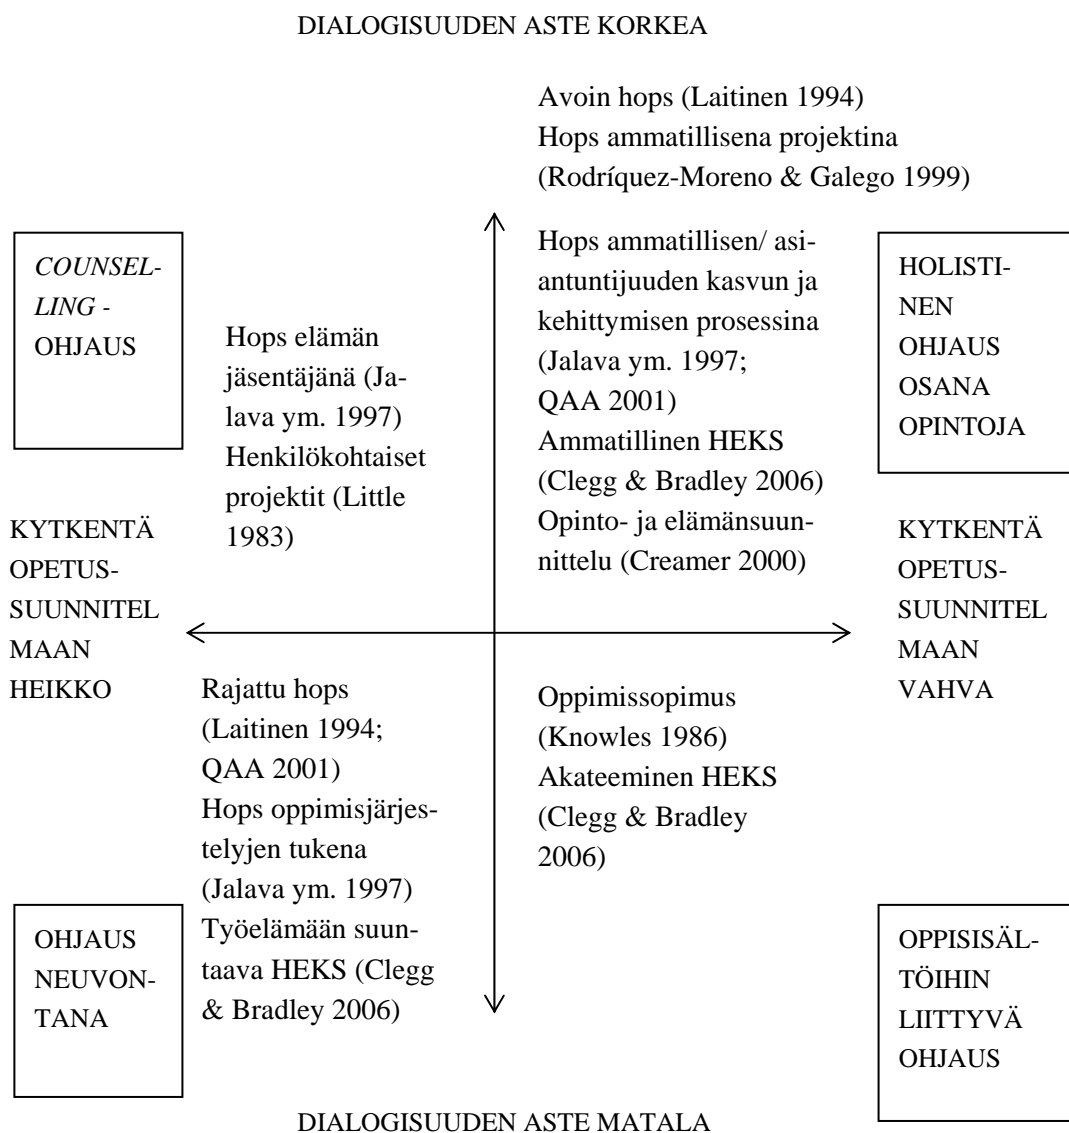 DIALOGISUUDEN ASTE KORKEA
Avoin hops (Laitinen 1994)
Hops ammatillisena projektina
(Rodríquez-Moreno & Galego 1999)
COUNSEL-
LING -
OHJAUS
Hops elämän
jäsentäjänä (Ja-
lava ym. 1997)
Henkilökohtaiset
projektit (Little
1983)
Hops ammatillisen/ asi-
antuntijuuden kasvun ja
kehittymisen prosessina
(Jalava ym. 1997;
QAA 2001)
Ammatillinen HEKS
(Clegg & Bradley 2006)
Opinto- ja elämänsuun-
nittelu (Creamer 2000)
HOLISTI-
NEN
OHJAUS
OSANA
OPINTOJA
KYTKENTÄ
OPETUS-
SUUNNITEL
MAAN
HEIKKO
KYTKENTÄ
OPETUS-
SUUNNITEL
MAAN
VAHVA
Rajattu hops
(Laitinen 1994;
QAA 2001)
Hops oppimisjärjes-
telyjen tukena
(Jalava ym. 1997)
Työelämään suun-
taava HEKS (Clegg
& Bradley 2006)
Oppimissopimus
(Knowles 1986)
Akateeminen HEKS
(Clegg & Bradley
2006)
OHJAUS
NEUVON-
TANA
OPPISISÄL-
TÖIHIN
LIITTYVÄ
OHJAUS
DIALOGISUUDEN ASTE MATALA